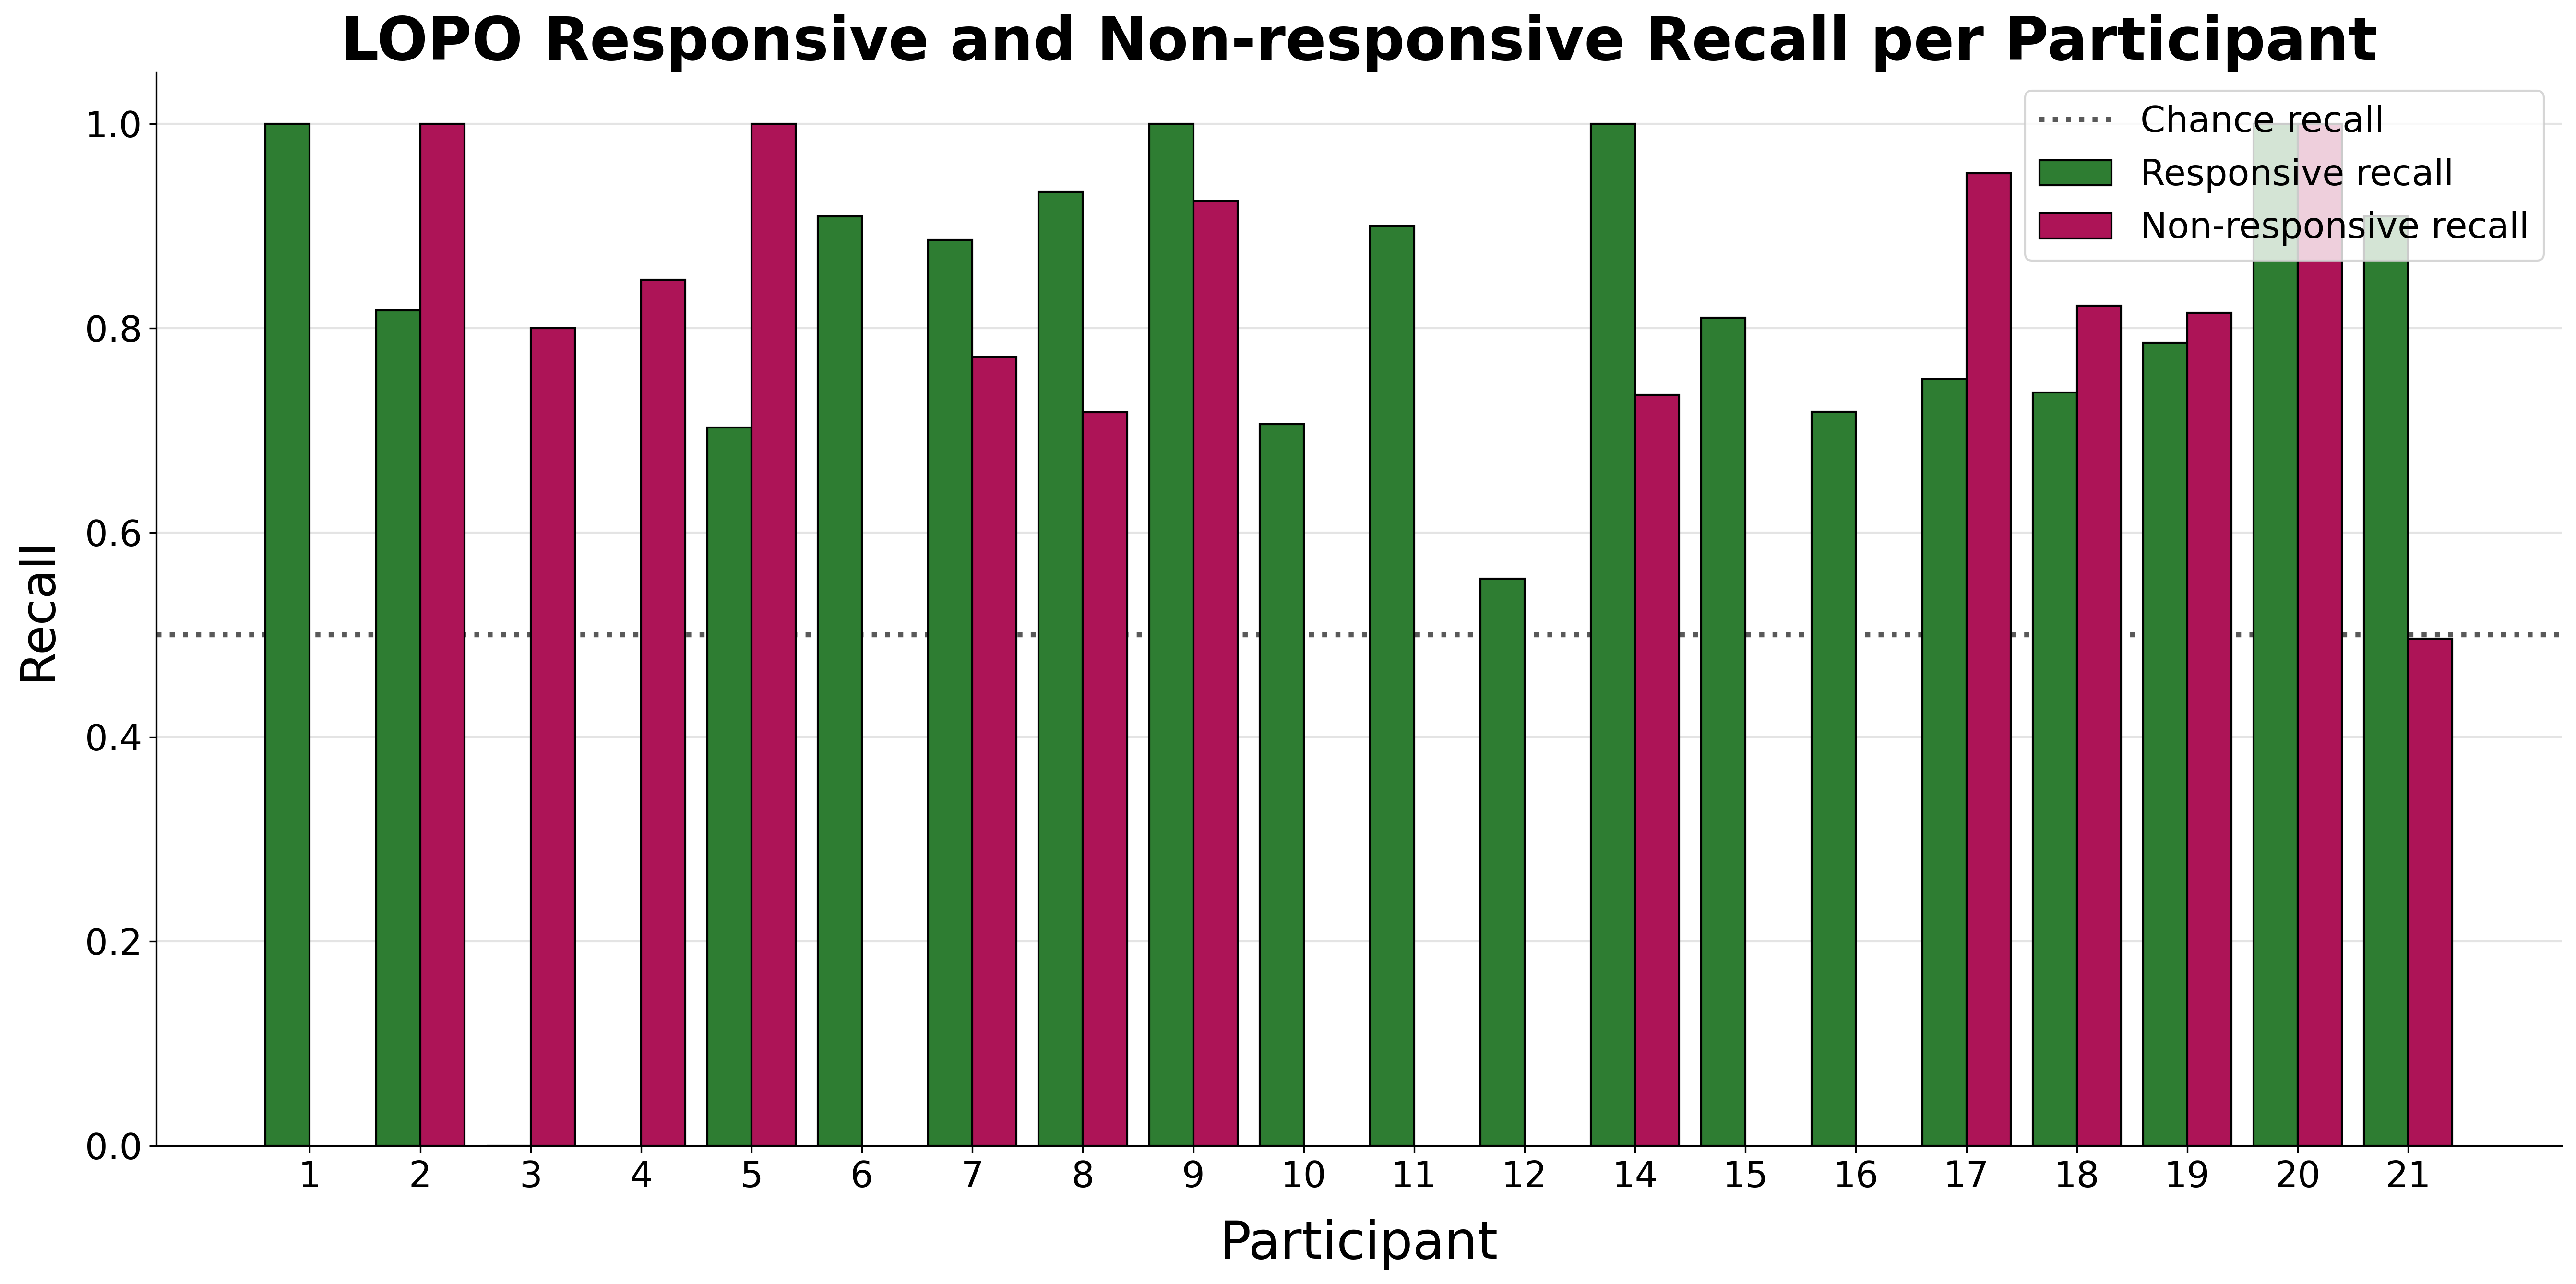 LOPO Responsive and Non-responsive Recall per Participant
Chance recall
Responsive recall
Non-responsive recall
Recall
1.0
0.8
0.6
0.4
0.2
0.0
1 2 3 4 5 6 7 8 9 10 11 12 14 15 16 17 18 19 20 21
Participant